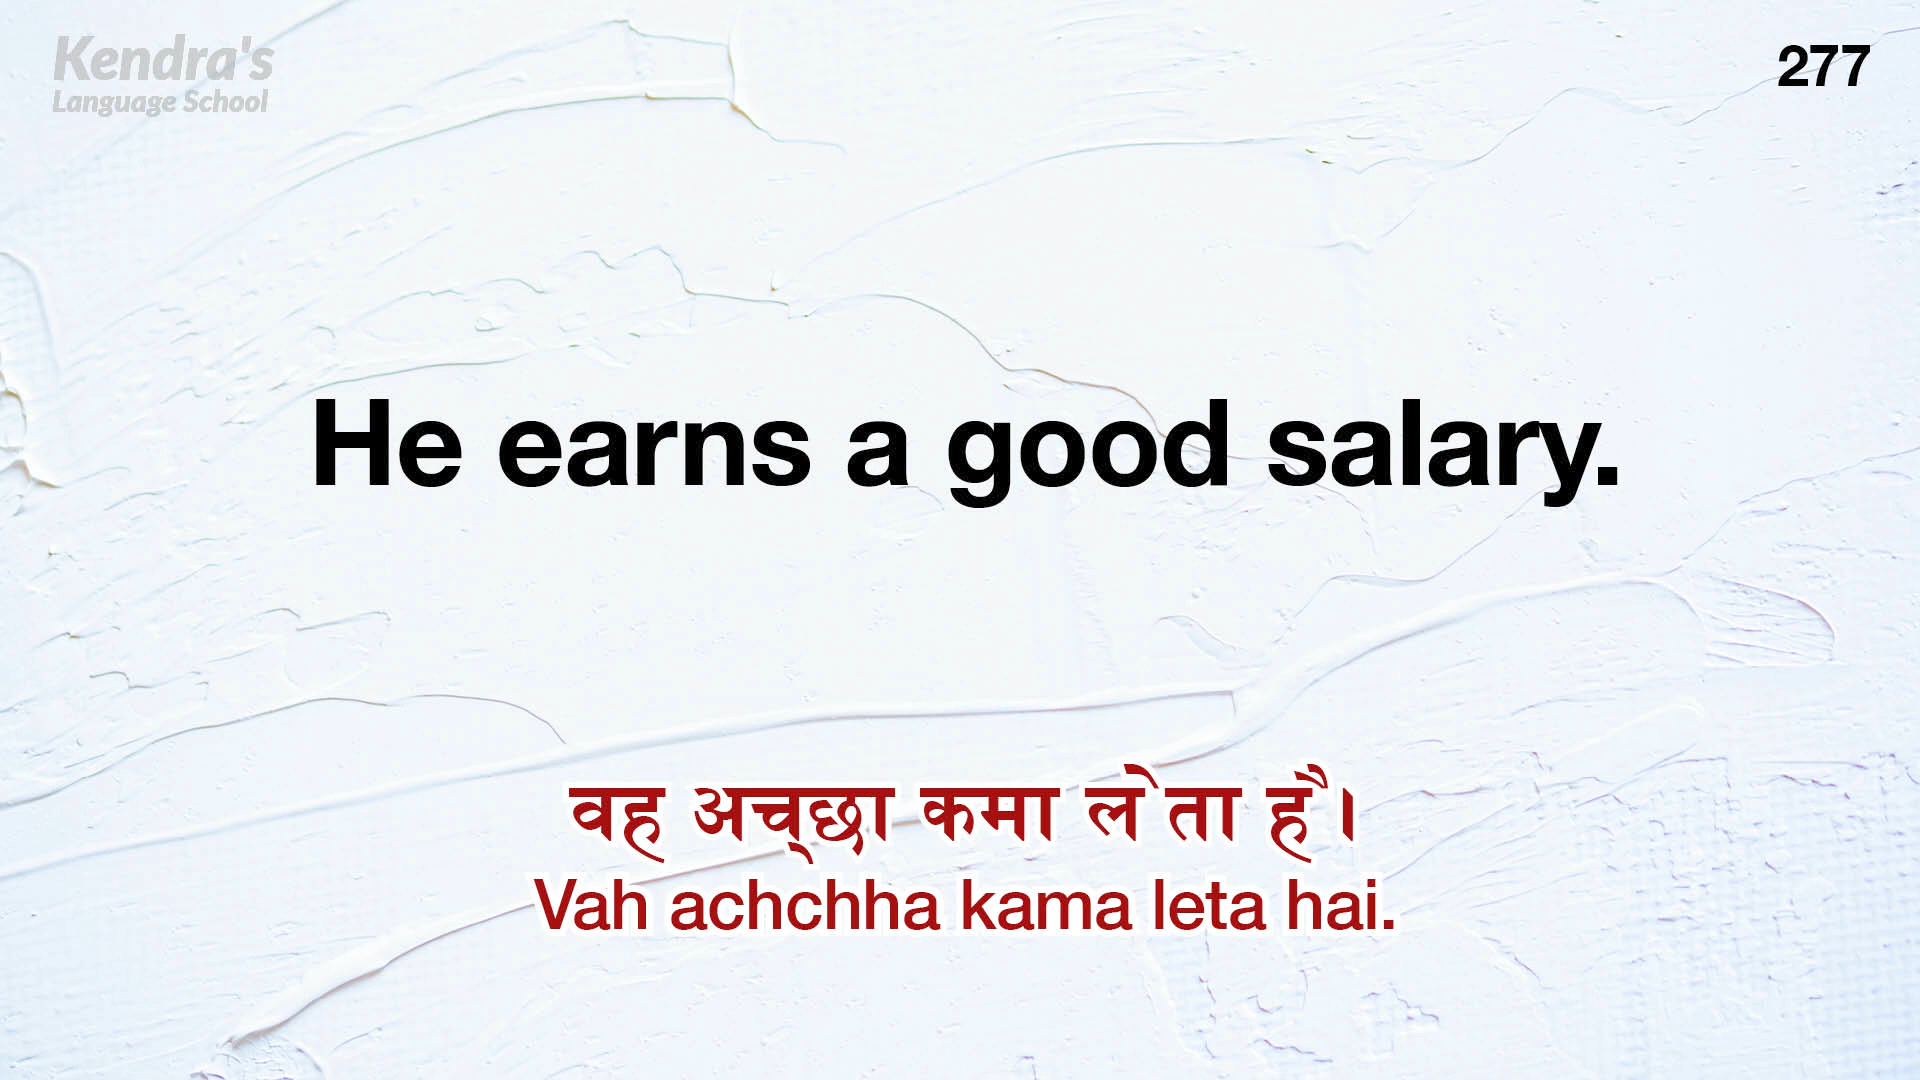 Kendra's
Language School
277
He earns a good salary.
वह अच्छा कमा लेता है।
Vah achchha kama leta hai.